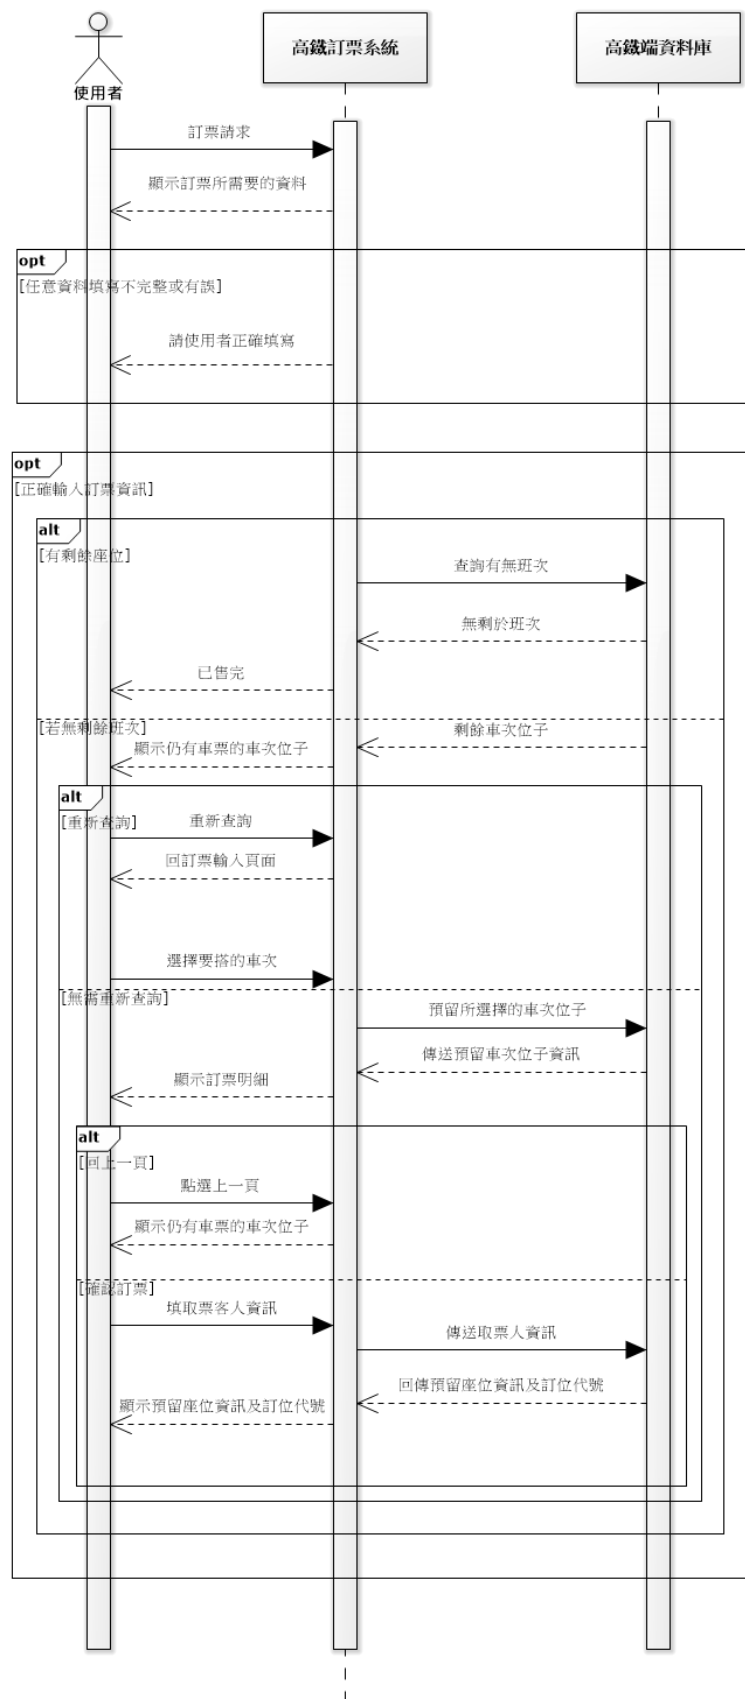 高鐵訂票系統
高鐵端資料庫
使用者
訂票請求
顯示訂票所需要的資料
opt
[任意資料填寫不完整或有誤]
請使用者正確填寫
opt
[正確輸入訂票資訊]
alt
[有剩餘座位]
查詢有無班次
無剩於班次
已售完
[若無剩餘班次]
剩餘車次位子
顯示仍有車票的車次位子
alt
[重新查詢]
重新查詢
回訂票輸入頁面
選擇要搭的車次
[無需重新查詢]
預留所選擇的車次位子
傳送預留車次位子資訊
顯示訂票明細
alt
[回上一頁]
點選上一頁
顯示仍有車票的車次位子
[確認訂票]
填取票客人資訊
傳送取票人資訊
回傳預留座位資訊及訂位代號
顯示預留座位資訊及訂位代號